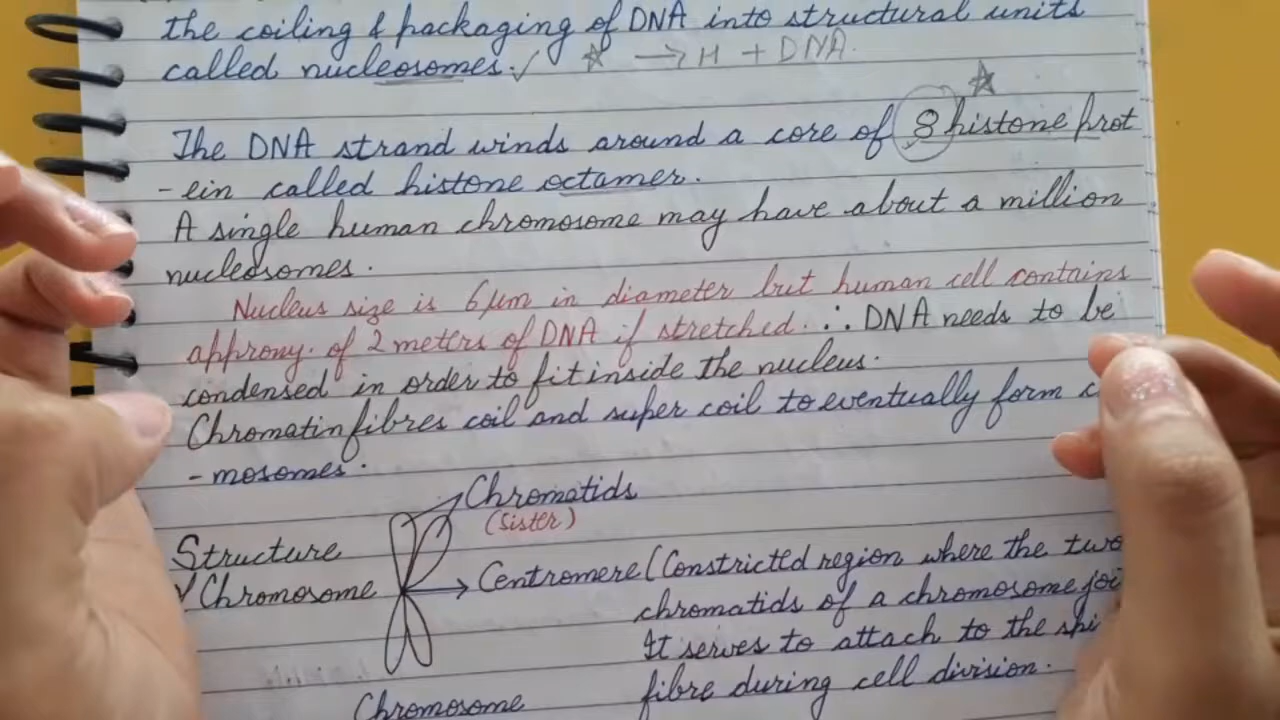 the coiling & packaging of DNA into structural units
called nucleosomes. ✓ ☆ → H + DNA.
The DNA strand winds around a core of 8 histone prot
- ein called histone octamer.
A single human chromosome may have about a million
nucleosomes.
Nucleus size is 6 µm in diameter but human cell contains
approxy. of 2 meters of DNA if stretched. ∴ DNA needs to be
condensed in order to fit inside the nucleus.
Chromatin fibres coil and super coil to eventually form
- mosomes.
Chromatids
(Sister)
Structure
Chromosome
Centromere (Constricted region where the two
chromatids of a chromosome
It serves to attach to the
fibre during cell division.
Chromosome